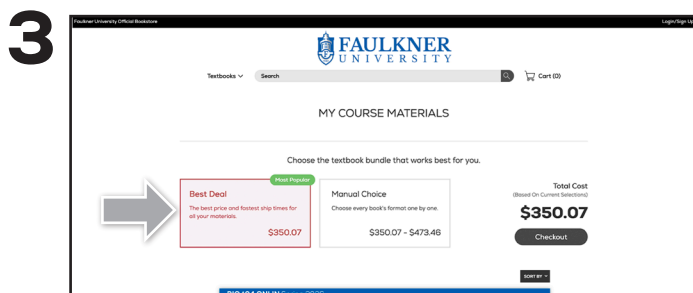 3
Faulkner University Official Bookstore
Login/Sign Up
FAULKNER
UNIVERSITY
Textbooks
Search
Cart (0)
MY COURSE MATERIALS
Choose the textbook bundle that works best for you.
Most Popular
Best Deal
The best price and fastest ship times for
all your materials.
$350.07
Manual Choice
Choose every book's format one by one.
$350.07 - $473.46
Total Cost
(Based On Current Selections)
$350.07
Checkout
SORT BY